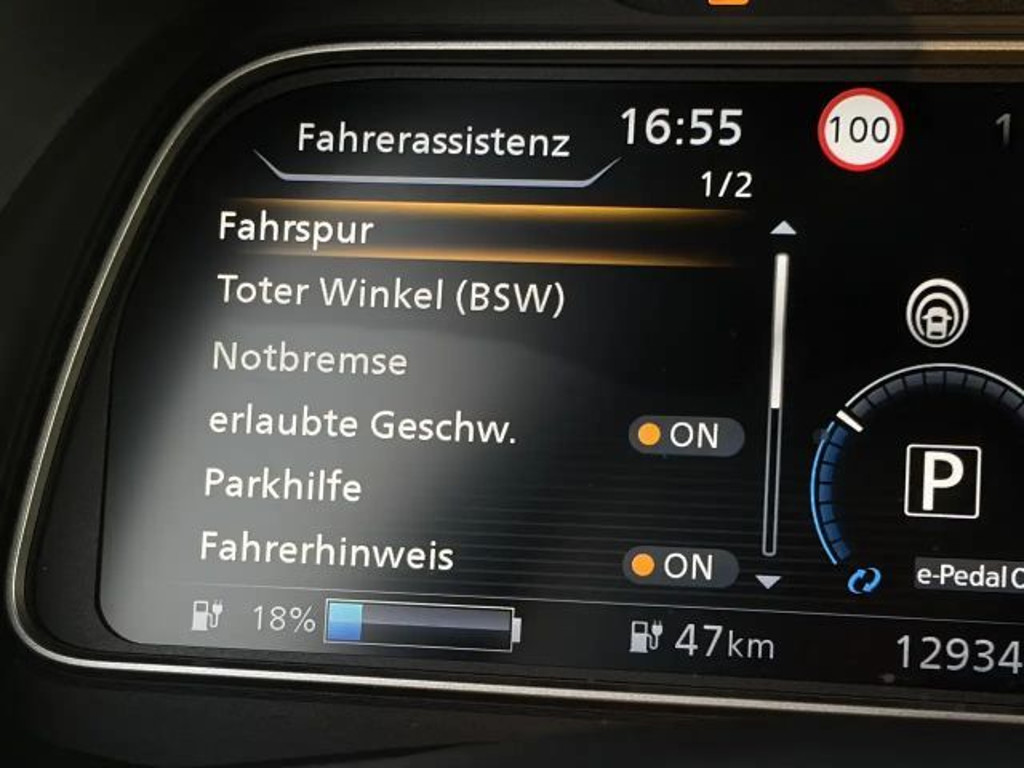 Fahrerassistenz 16:55 100
1/2
Fahrspur
Toter Winkel (BSW)
Notbremse
erlaubte Geschw. ON
Parkhilfe
P
Fahrerhinweis ON
e-Pedal
18% 47km 12934